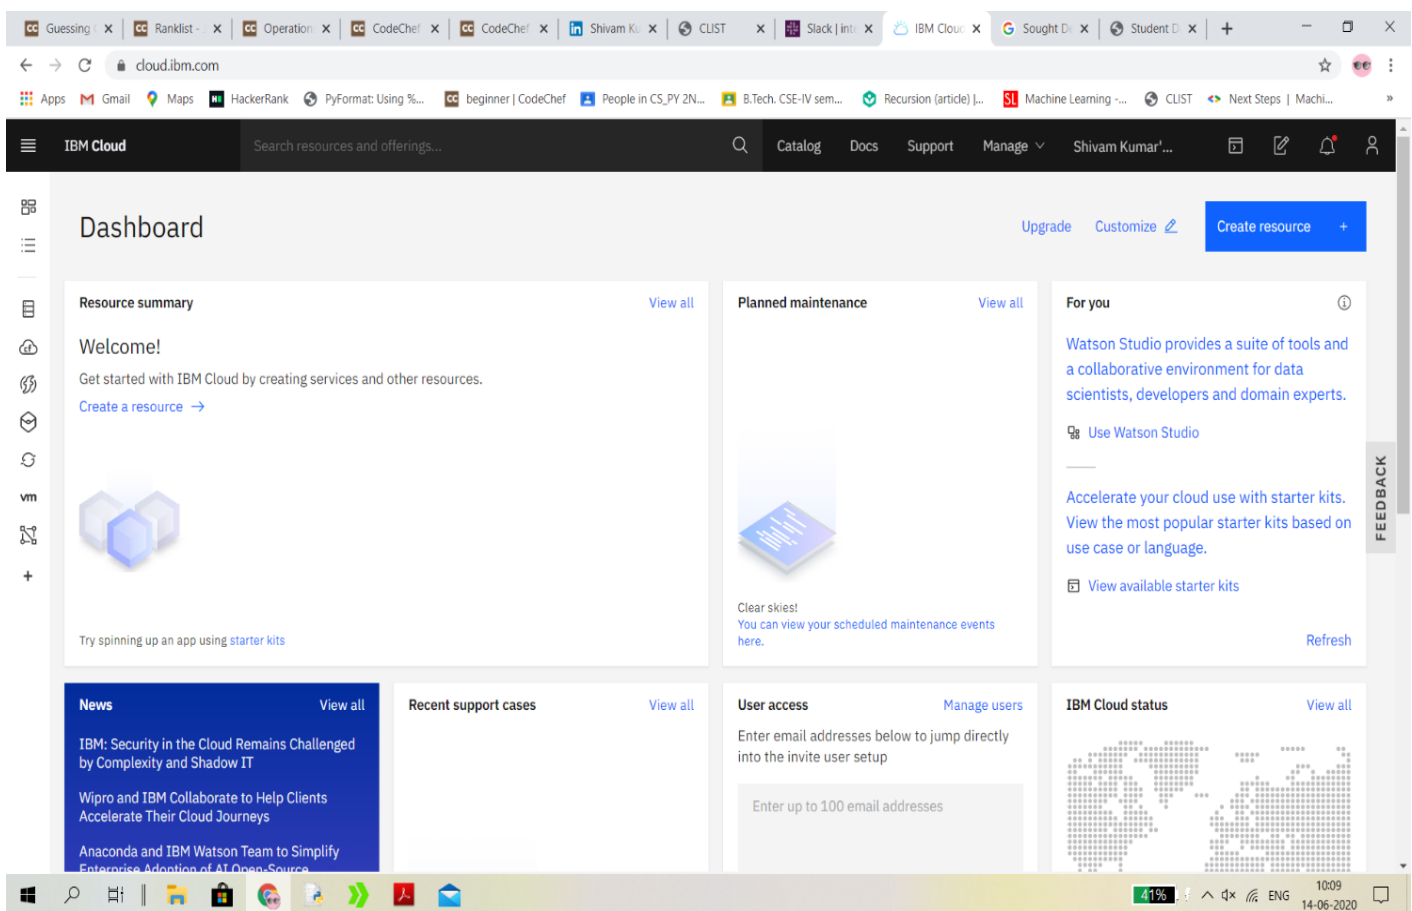 Guessing
Ranklist -
Operation
CodeChef
CodeChef
Shivam Ku
CLIST
Slack | inte
IBM Cloud
Sought De
Student D
cloud.ibm.com
Apps
Gmail
Maps
HackerRank
PyFormat: Using %...
beginner | CodeChef
People in CS_PY 2N...
B.Tech. CSE-IV sem...
Recursion (article) |...
Machine Learning -...
CLIST
Next Steps | Machi...
»
IBM Cloud
Search resources and offerings...
Catalog
Docs
Support
Manage
Shivam Kumar'...
Dashboard
Upgrade
Customize
Create resource +
Resource summary
View all
Welcome!
Get started with IBM Cloud by creating services and other resources.
Create a resource →
Try spinning up an app using starter kits
Planned maintenance
View all
Clear skies!
You can view your scheduled maintenance events
here.
For you
Watson Studio provides a suite of tools and
a collaborative environment for data
scientists, developers and domain experts.
Use Watson Studio
Accelerate your cloud use with starter kits.
View the most popular starter kits based on
use case or language.
View available starter kits
Refresh
FEEDBACK
vm
News
View all
IBM: Security in the Cloud Remains Challenged
by Complexity and Shadow IT
Wipro and IBM Collaborate to Help Clients
Accelerate Their Cloud Journeys
Anaconda and IBM Watson Team to Simplify
Enterprise Adoption of AI Open-Source
Recent support cases
View all
User access
Manage users
Enter email addresses below to jump directly
into the invite user setup
Enter up to 100 email addresses
IBM Cloud status
View all
41%
ENG
10:09
14-06-2020